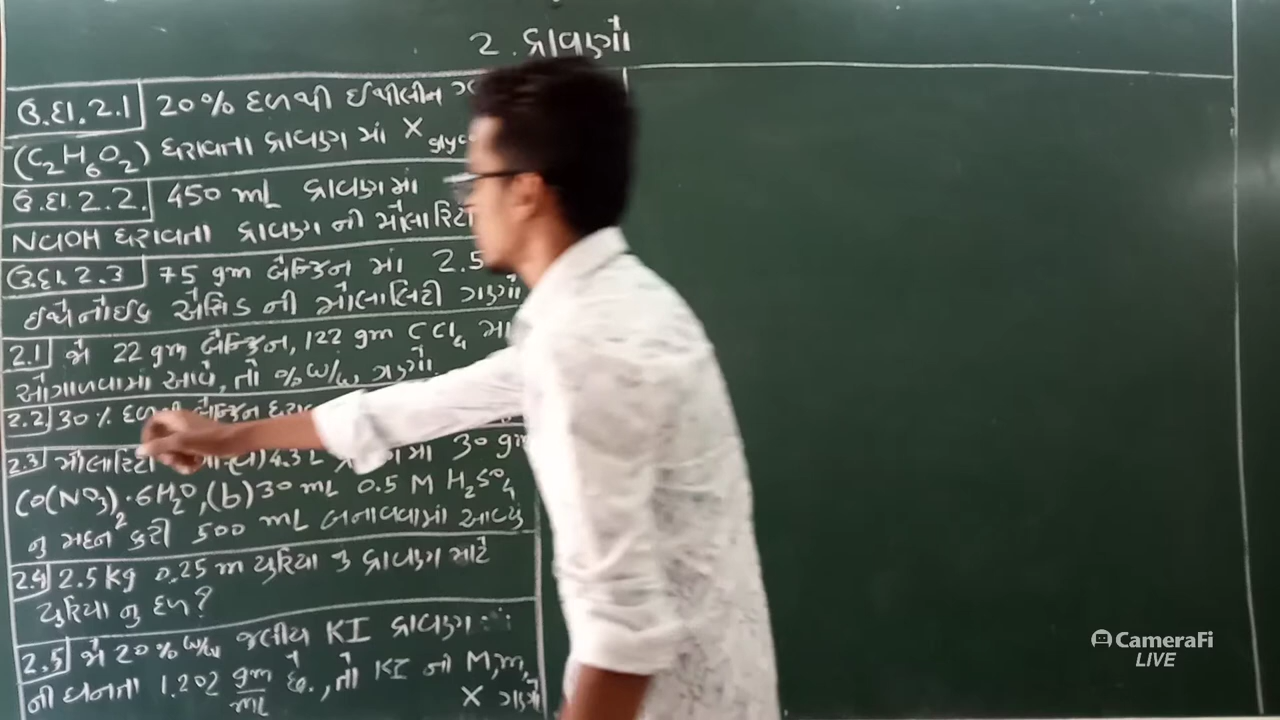 2. દ્રાવણો
ઉ.દા.2.1 20% દળથી ઈથીલીન
(C₂H₆O₂) ધરાવતા દ્રાવણ માં X
ઉ.દા.2.2. 450 mL દ્રાવણમાં
NaOH ધરાવતા દ્રાવણ ની મોલારિટી
ઉ.દા.2.3 75 gm બેન્ઝિન માં 2.5
ઈથેનોઈક એસિડ ની મોલાલિટી ગણો
2.1 જો 22 gm બેન્ઝિન, 122 gm CCl₄ માં
ઓગાળવામાં આવે, તો % w/w ગણો.
2.2 30% દળથી બેન્ઝિન
2.3 મોલારિટી 4.3L દ્રાવણમાં 30 gm
Co(NO₃)₂·6H₂O, (b) 30 mL 0.5 M H₂SO₄
નુ મંદન કરી 500 mL બનાવવામાં આવ્યું
2.4 2.5 kg 0.25 m યુરિયા નુ દ્રાવણ માટે
યુરિયા નુ દળ?
2.5 જો 20% w/w જલીય KI દ્રાવણ
ની ઘનતા 1.202 gm/mL છે., તો KI ની M, m,
X ગણો
CameraFi
LIVE